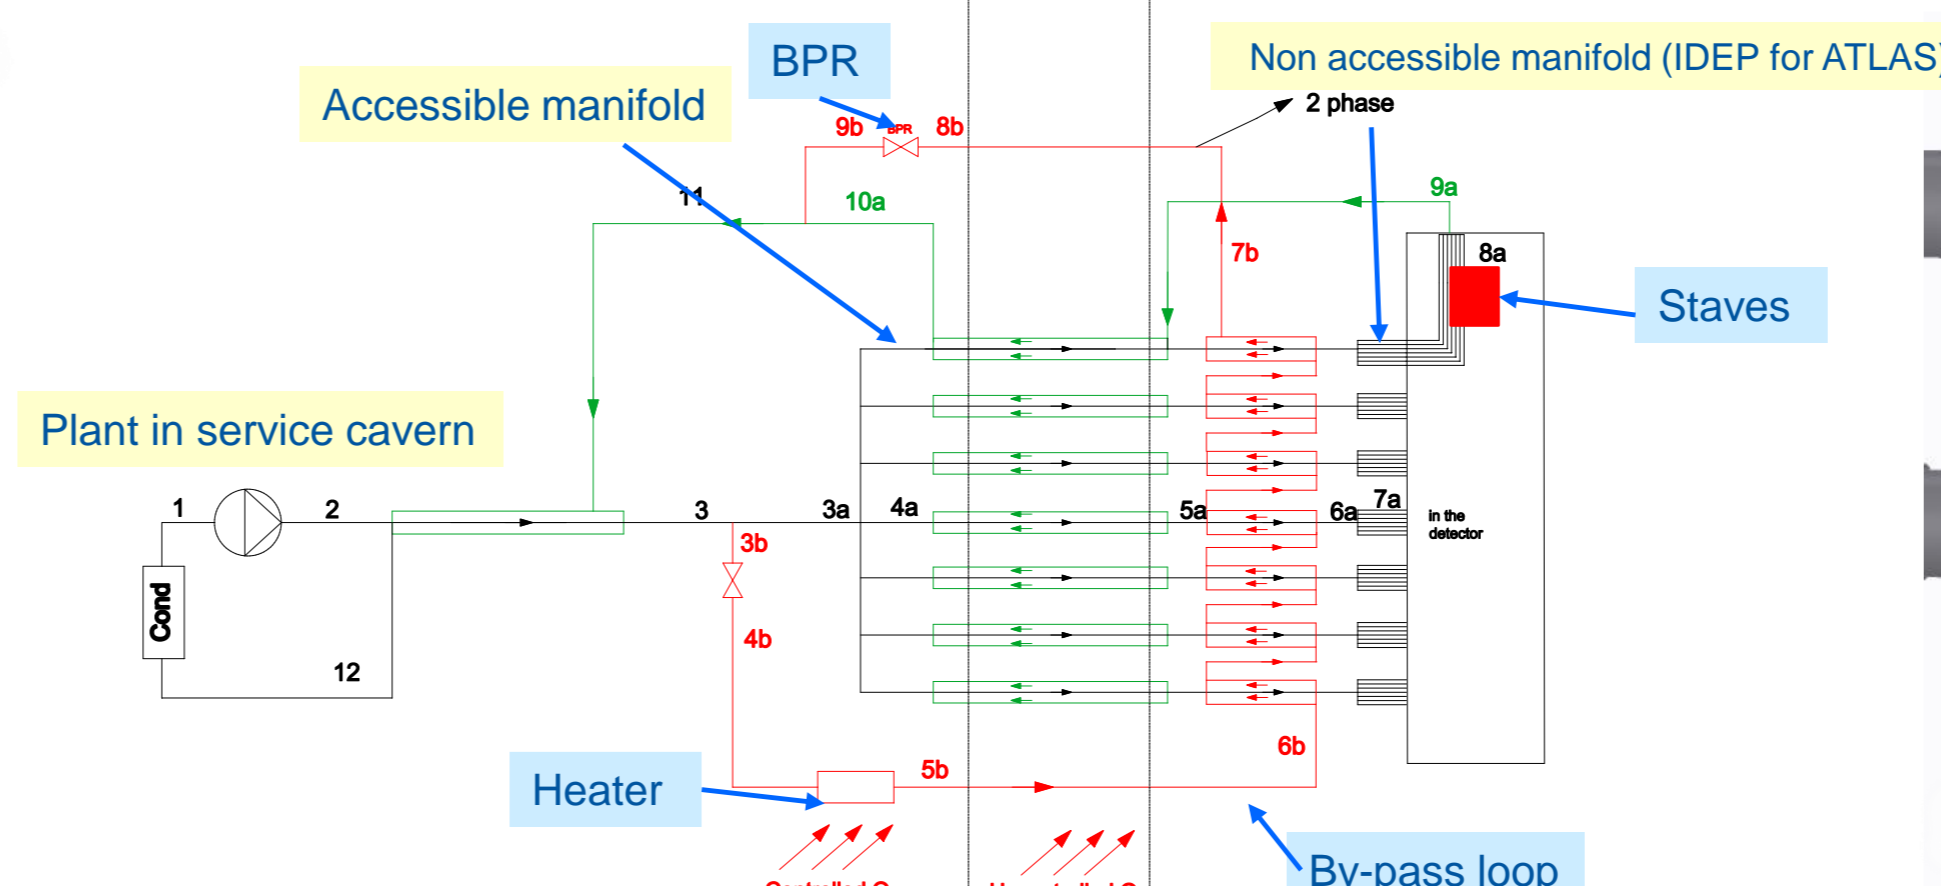 BPR
Non accessible manifold (IDEP for ATLAS)
Accessible manifold
2 phase
9b
BPR
8b
11
10a
9a
7b
8a
Staves
Plant in service cavern
1
2
3
3a
4a
5a
6a
7a
in the
detector
3b
Cond
4b
12
6b
5b
Heater
By-pass loop